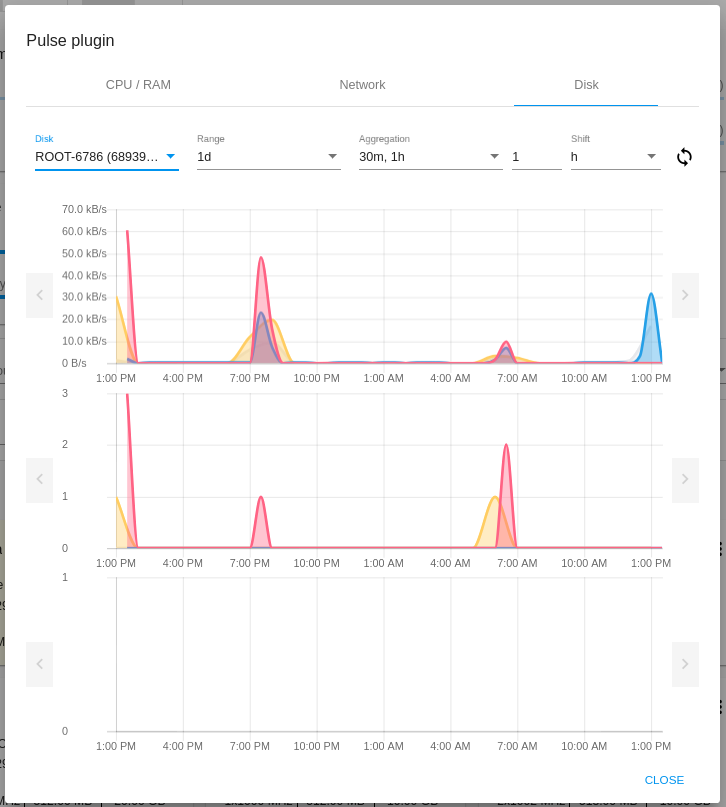 Pulse plugin
CPU / RAM Network Disk
Disk Range Aggregation Shift
ROOT-6786 (68939… 1d 30m, 1h 1 h
70.0 kB/s
60.0 kB/s
50.0 kB/s
40.0 kB/s
30.0 kB/s
20.0 kB/s
10.0 kB/s
0 B/s
1:00 PM 4:00 PM 7:00 PM 10:00 PM 1:00 AM 4:00 AM 7:00 AM 10:00 AM 1:00 PM
3
2
1
0
1:00 PM 4:00 PM 7:00 PM 10:00 PM 1:00 AM 4:00 AM 7:00 AM 10:00 AM 1:00 PM
1
0
1:00 PM 4:00 PM 7:00 PM 10:00 PM 1:00 AM 4:00 AM 7:00 AM 10:00 AM 1:00 PM
CLOSE